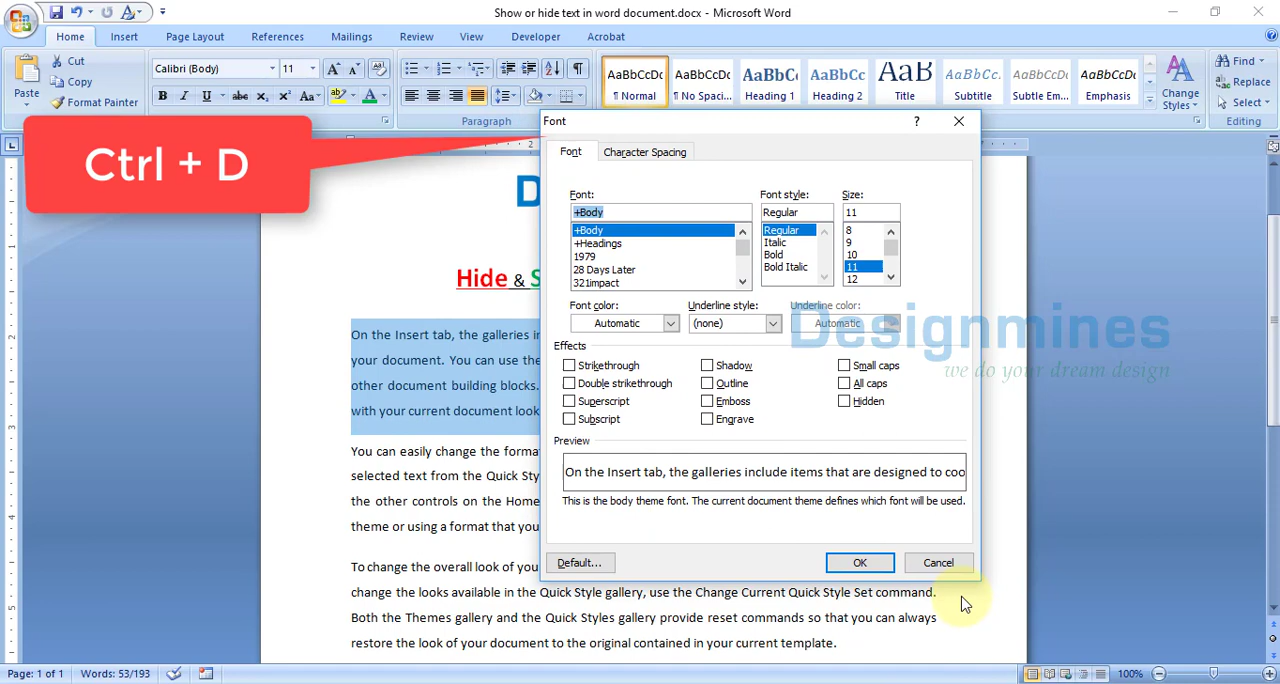 Show or hide text in word document.docx - Microsoft Word
Home Insert Page Layout References Mailings Review View Developer Acrobat
Paste
Cut
Copy
Format Painter
Calibri (Body) 11
Paragraph
AaBbCcDc AaBbCcDc AaBbC AaBbCc AaB AaBbCc. AaBbCcDc AaBbCcDc
¶ Normal ¶ No Spaci... Heading 1 Heading 2 Title Subtitle Subtle Em... Emphasis
Change
Styles
Find
Replace
Select
Editing
Ctrl + D
D
Hide & S
On the Insert tab, the galleries in
your document. You can use the
other document building blocks.
with your current document look
You can easily change the forma
selected text from the Quick Sty
the other controls on the Home
theme or using a format that you
To change the overall look of you
change the looks available in the Quick Style gallery, use the Change Current Quick Style Set command.
Both the Themes gallery and the Quick Styles gallery provide reset commands so that you can always
restore the look of your document to the original contained in your current template.
Font
Font Character Spacing
Font: Font style: Size:
+Body Regular 11
+Body Regular 8
+Headings Italic 9
1979 Bold 10
28 Days Later Bold Italic 11
321impact 12
Font color: Underline style: Underline color:
Automatic (none) Automatic
Effects
Strikethrough Shadow Small caps
Double strikethrough Outline All caps
Superscript Emboss Hidden
Subscript Engrave
Preview
On the Insert tab, the galleries include items that are designed to coo
This is the body theme font. The current document theme defines which font will be used.
Default... OK Cancel
Designmines
we do your dream design
Page: 1 of 1 Words: 53/193 100%